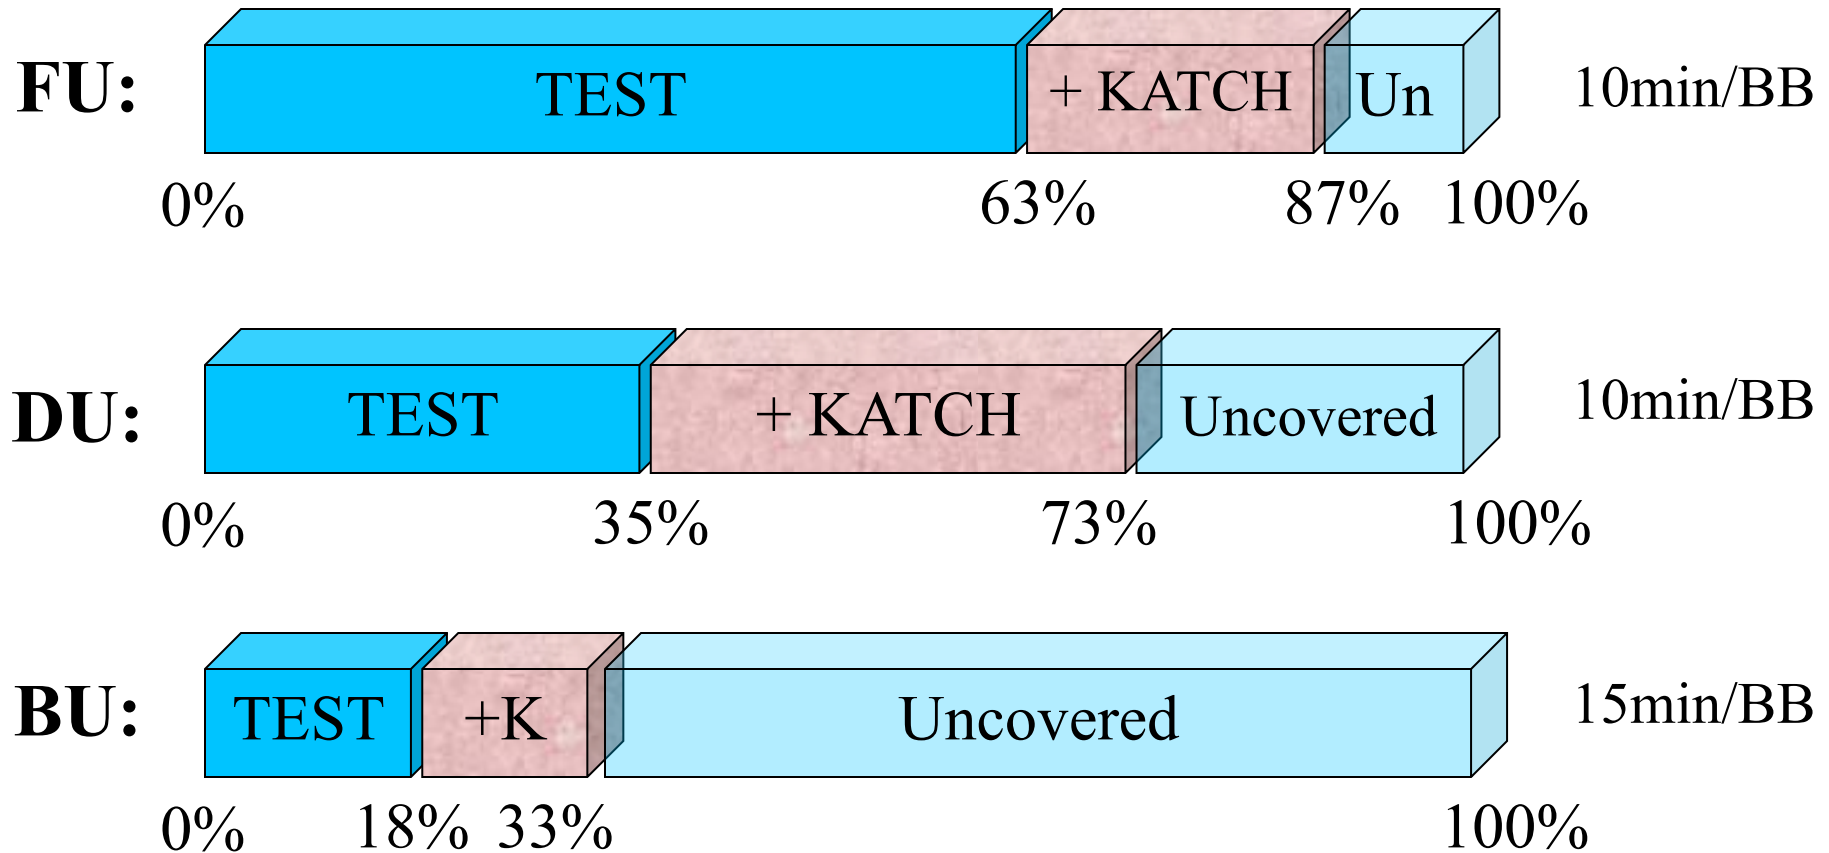 FU: TEST + KATCH Un 10min/BB
0% 63% 87% 100%
DU: TEST + KATCH Uncovered 10min/BB
0% 35% 73% 100%
BU: TEST +K Uncovered 15min/BB
0% 18% 33% 100%